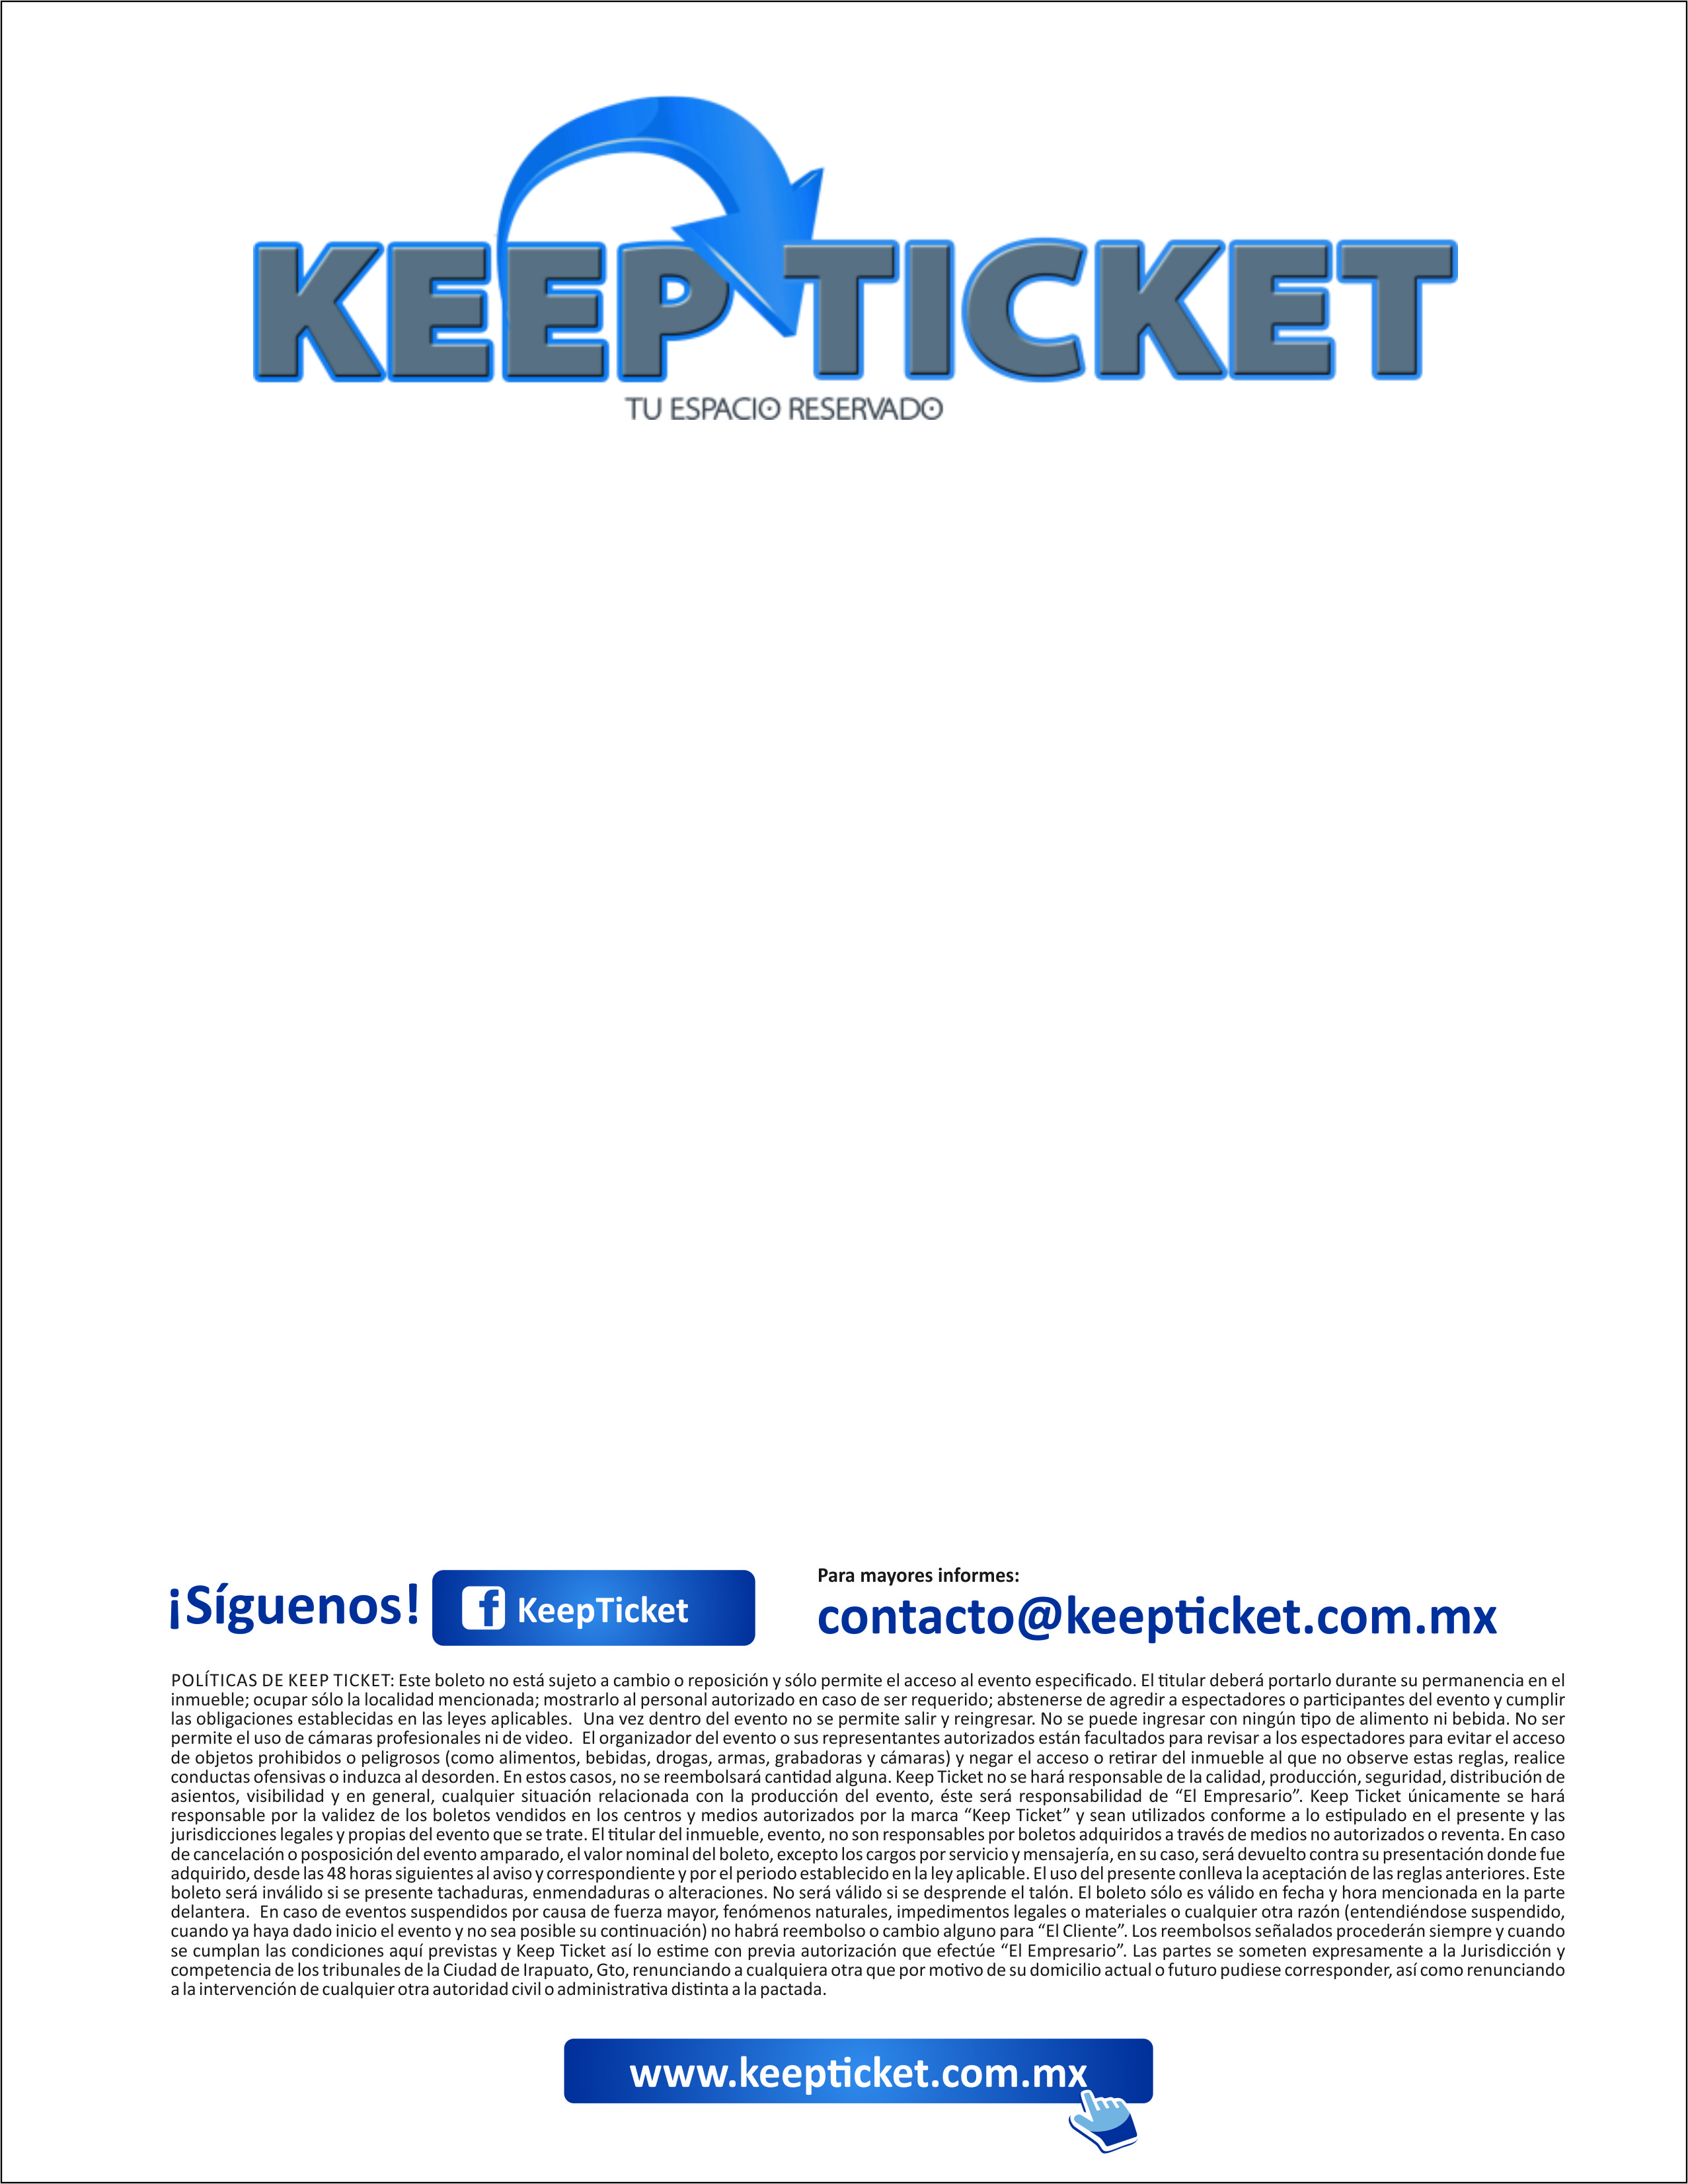 KEEP TICKET
TU ESPACIO RESERVADO
¡Síguenos!
f KeepTicket
Para mayores informes:
contacto@keepticket.com.mx
POLÍTICAS DE KEEP TICKET: Este boleto no está sujeto a cambio o reposición y sólo permite el acceso al evento especificado. El titular deberá portarlo durante su permanencia en el
inmueble; ocupar sólo la localidad mencionada; mostrarlo al personal autorizado en caso de ser requerido; abstenerse de agredir a espectadores o participantes del evento y cumplir
las obligaciones establecidas en las leyes aplicables. Una vez dentro del evento no se permite salir y reingresar. No se puede ingresar con ningún tipo de alimento ni bebida. No ser
permite el uso de cámaras profesionales ni de video. El organizador del evento o sus representantes autorizados están facultados para revisar a los espectadores para evitar el acceso
de objetos prohibidos o peligrosos (como alimentos, bebidas, drogas, armas, grabadoras y cámaras) y negar el acceso o retirar del inmueble al que no observe estas reglas, realice
conductas ofensivas o induzca al desorden. En estos casos, no se reembolsará cantidad alguna. Keep Ticket no se hará responsable de la calidad, producción, seguridad, distribución de
asientos, visibilidad y en general, cualquier situación relacionada con la producción del evento, éste será responsabilidad de “El Empresario”. Keep Ticket únicamente se hará
responsable por la validez de los boletos vendidos en los centros y medios autorizados por la marca “Keep Ticket” y sean utilizados conforme a lo estipulado en el presente y las
jurisdicciones legales y propias del evento que se trate. El titular del inmueble, evento, no son responsables por boletos adquiridos a través de medios no autorizados o reventa. En caso
de cancelación o posposición del evento amparado, el valor nominal del boleto, excepto los cargos por servicio y mensajería, en su caso, será devuelto contra su presentación donde fue
adquirido, desde las 48 horas siguientes al aviso y correspondiente y por el periodo establecido en la ley aplicable. El uso del presente conlleva la aceptación de las reglas anteriores. Este
boleto será inválido si se presente tachaduras, enmendaduras o alteraciones. No será válido si se desprende el talón. El boleto sólo es válido en fecha y hora mencionada en la parte
delantera. En caso de eventos suspendidos por causa de fuerza mayor, fenómenos naturales, impedimentos legales o materiales o cualquier otra razón (entendiéndose suspendido,
cuando ya haya dado inicio el evento y no sea posible su continuación) no habrá reembolso o cambio alguno para “El Cliente”. Los reembolsos señalados procederán siempre y cuando
se cumplan las condiciones aquí previstas y Keep Ticket así lo estime con previa autorización que efectúe “El Empresario”. Las partes se someten expresamente a la Jurisdicción y
competencia de los tribunales de la Ciudad de Irapuato, Gto, renunciando a cualquiera otra que por motivo de su domicilio actual o futuro pudiese corresponder, así como renunciando
a la intervención de cualquier otra autoridad civil o administrativa distinta a la pactada.
www.keepticket.com.mx